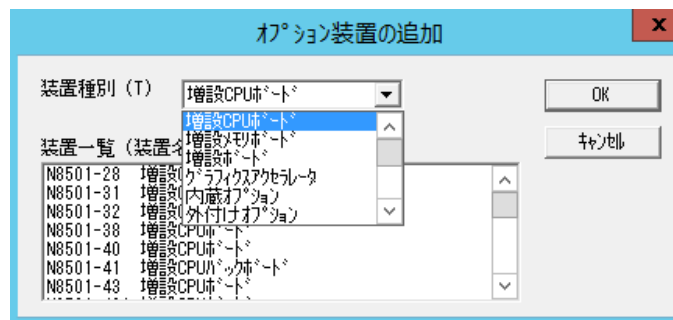 ｵﾌﾟｼｮﾝ装置の追加
x
装置種別（T）
増設CPUﾎﾞｰﾄﾞ
OK
増設CPUﾎﾞｰﾄﾞ
増設ﾒﾓﾘﾎﾞｰﾄﾞ
増設ﾎﾞｰﾄﾞ
ｸﾞﾗﾌｨｸｽｱｸｾﾗﾚｰﾀ
内蔵ｵﾌﾟｼｮﾝ
外付けｵﾌﾟｼｮﾝ
ｷｬﾝｾﾙ
装置一覧（装置
N8501-28 増設
N8501-31 増設
N8501-32 増設
N8501-38 増設CPUﾎﾞｰﾄﾞ
N8501-40 増設CPUﾎﾞｰﾄﾞ
N8501-41 増設CPUﾊﾞｯｸﾎﾞｰﾄﾞ
N8501-43 増設CPUﾎﾞｰﾄﾞ